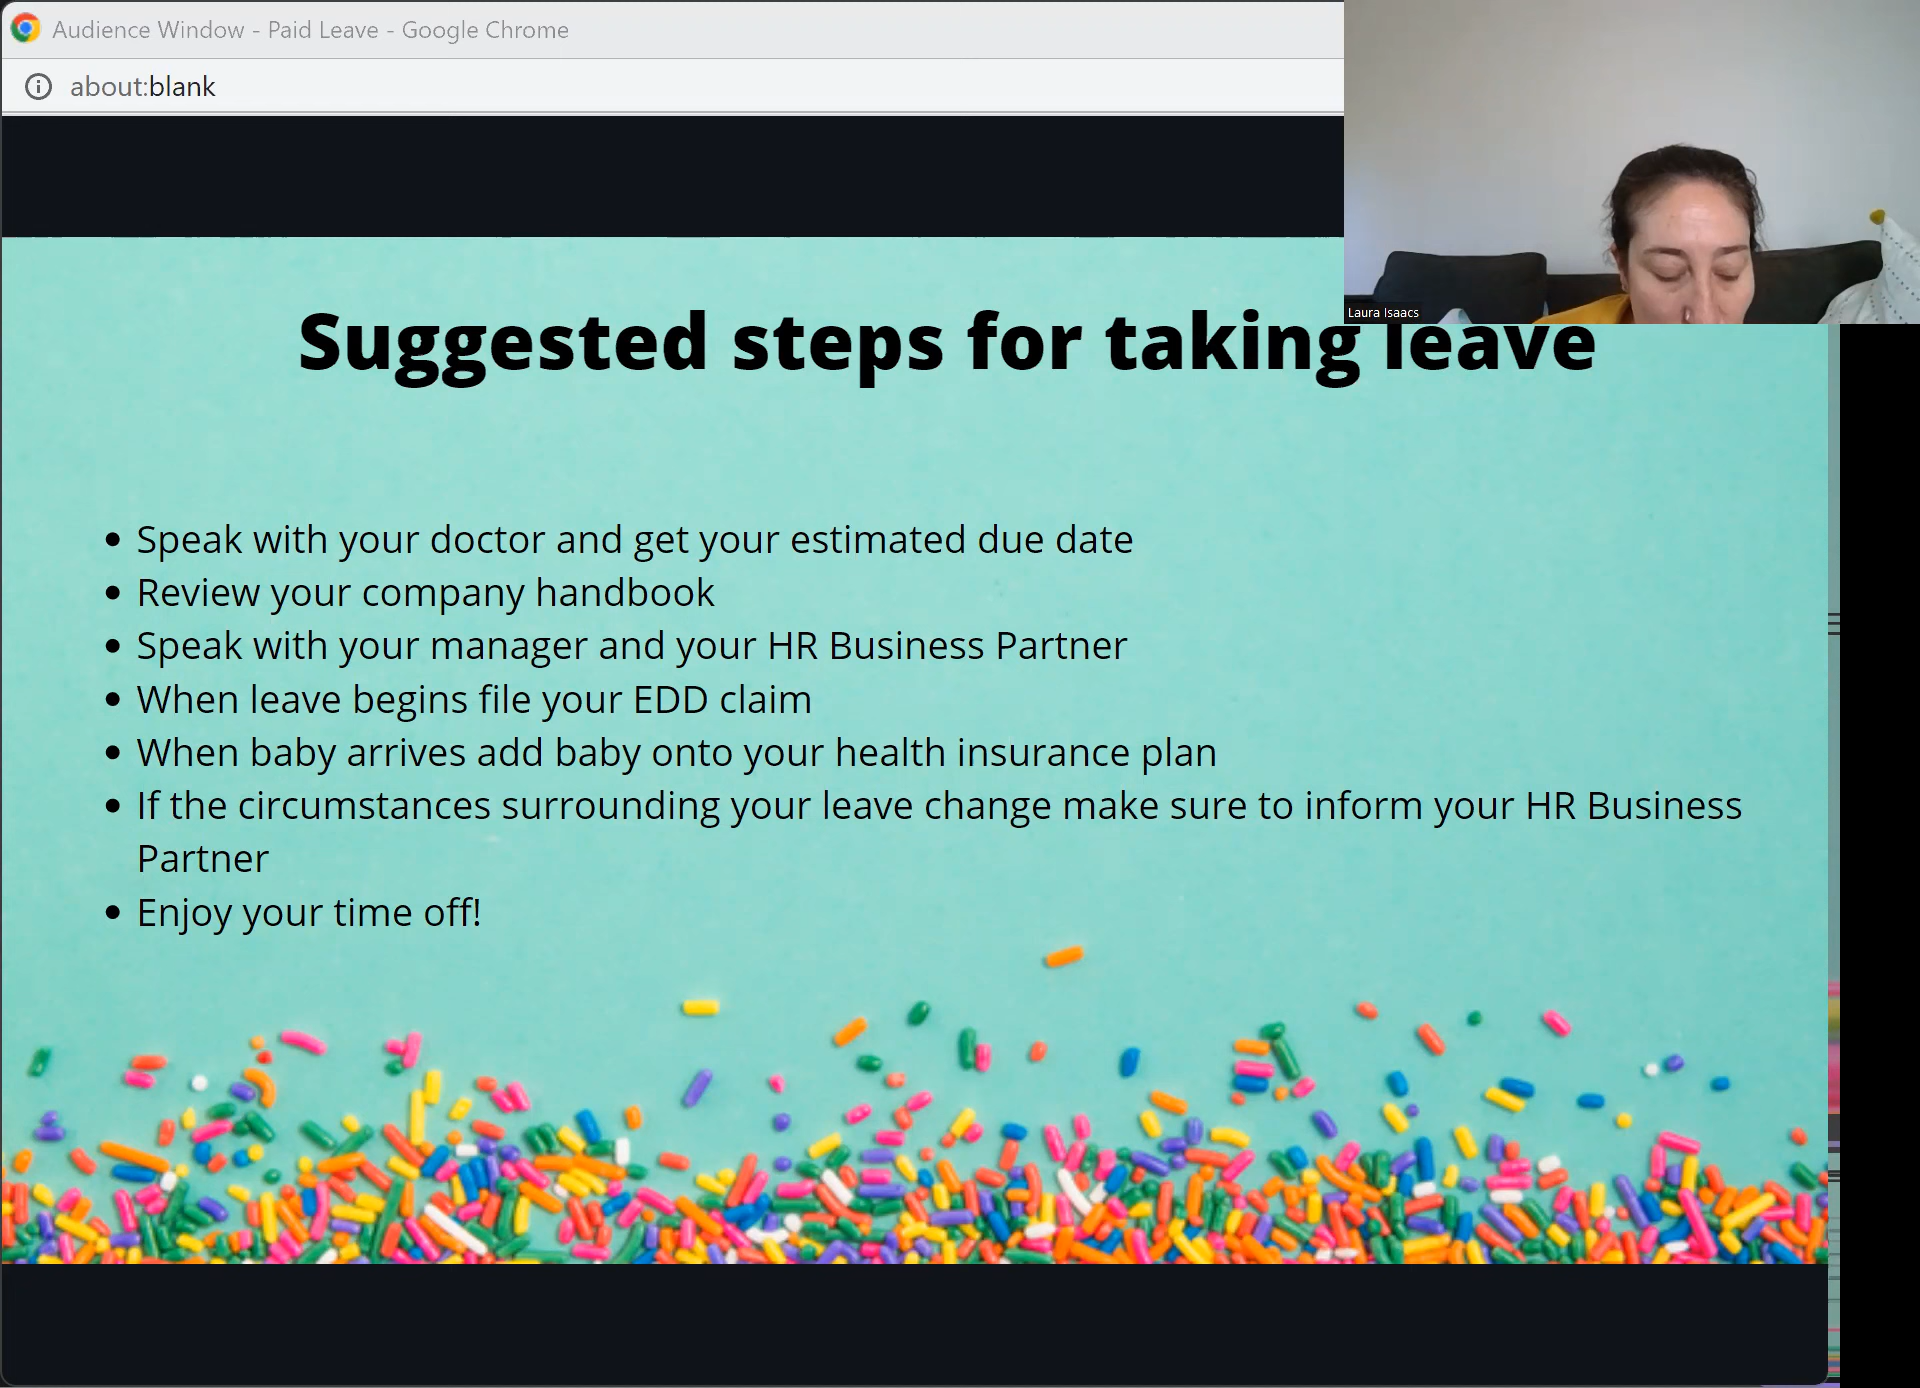 Audience Window - Paid Leave - Google Chrome
about:blank
Laura Isaacs
Suggested steps for taking leave
• Speak with your doctor and get your estimated due date
• Review your company handbook
• Speak with your manager and your HR Business Partner
• When leave begins file your EDD claim
• When baby arrives add baby onto your health insurance plan
• If the circumstances surrounding your leave change make sure to inform your HR Business
Partner
• Enjoy your time off!